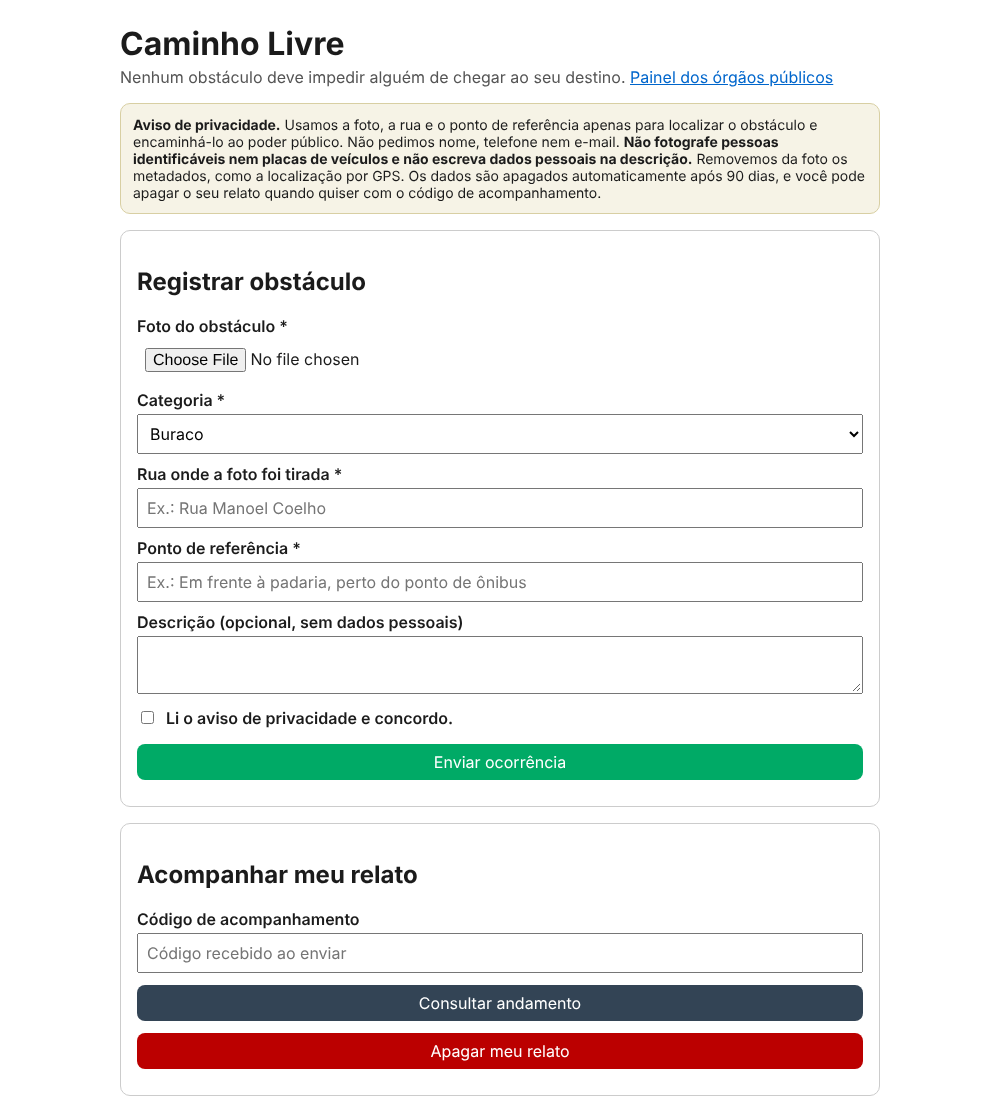 Caminho Livre
Nenhum obstáculo deve impedir alguém de chegar ao seu destino. Painel dos órgãos públicos
Aviso de privacidade. Usamos a foto, a rua e o ponto de referência apenas para localizar o obstáculo e
encaminhá-lo ao poder público. Não pedimos nome, telefone nem e-mail. Não fotografe pessoas
identificáveis nem placas de veículos e não escreva dados pessoais na descrição. Removemos da foto os
metadados, como a localização por GPS. Os dados são apagados automaticamente após 90 dias, e você pode
apagar o seu relato quando quiser com o código de acompanhamento.
Registrar obstáculo
Foto do obstáculo *
Choose File No file chosen
Categoria *
Buraco
Rua onde a foto foi tirada *
Ex.: Rua Manoel Coelho
Ponto de referência *
Ex.: Em frente à padaria, perto do ponto de ônibus
Descrição (opcional, sem dados pessoais)
Li o aviso de privacidade e concordo.
Enviar ocorrência
Acompanhar meu relato
Código de acompanhamento
Código recebido ao enviar
Consultar andamento
Apagar meu relato